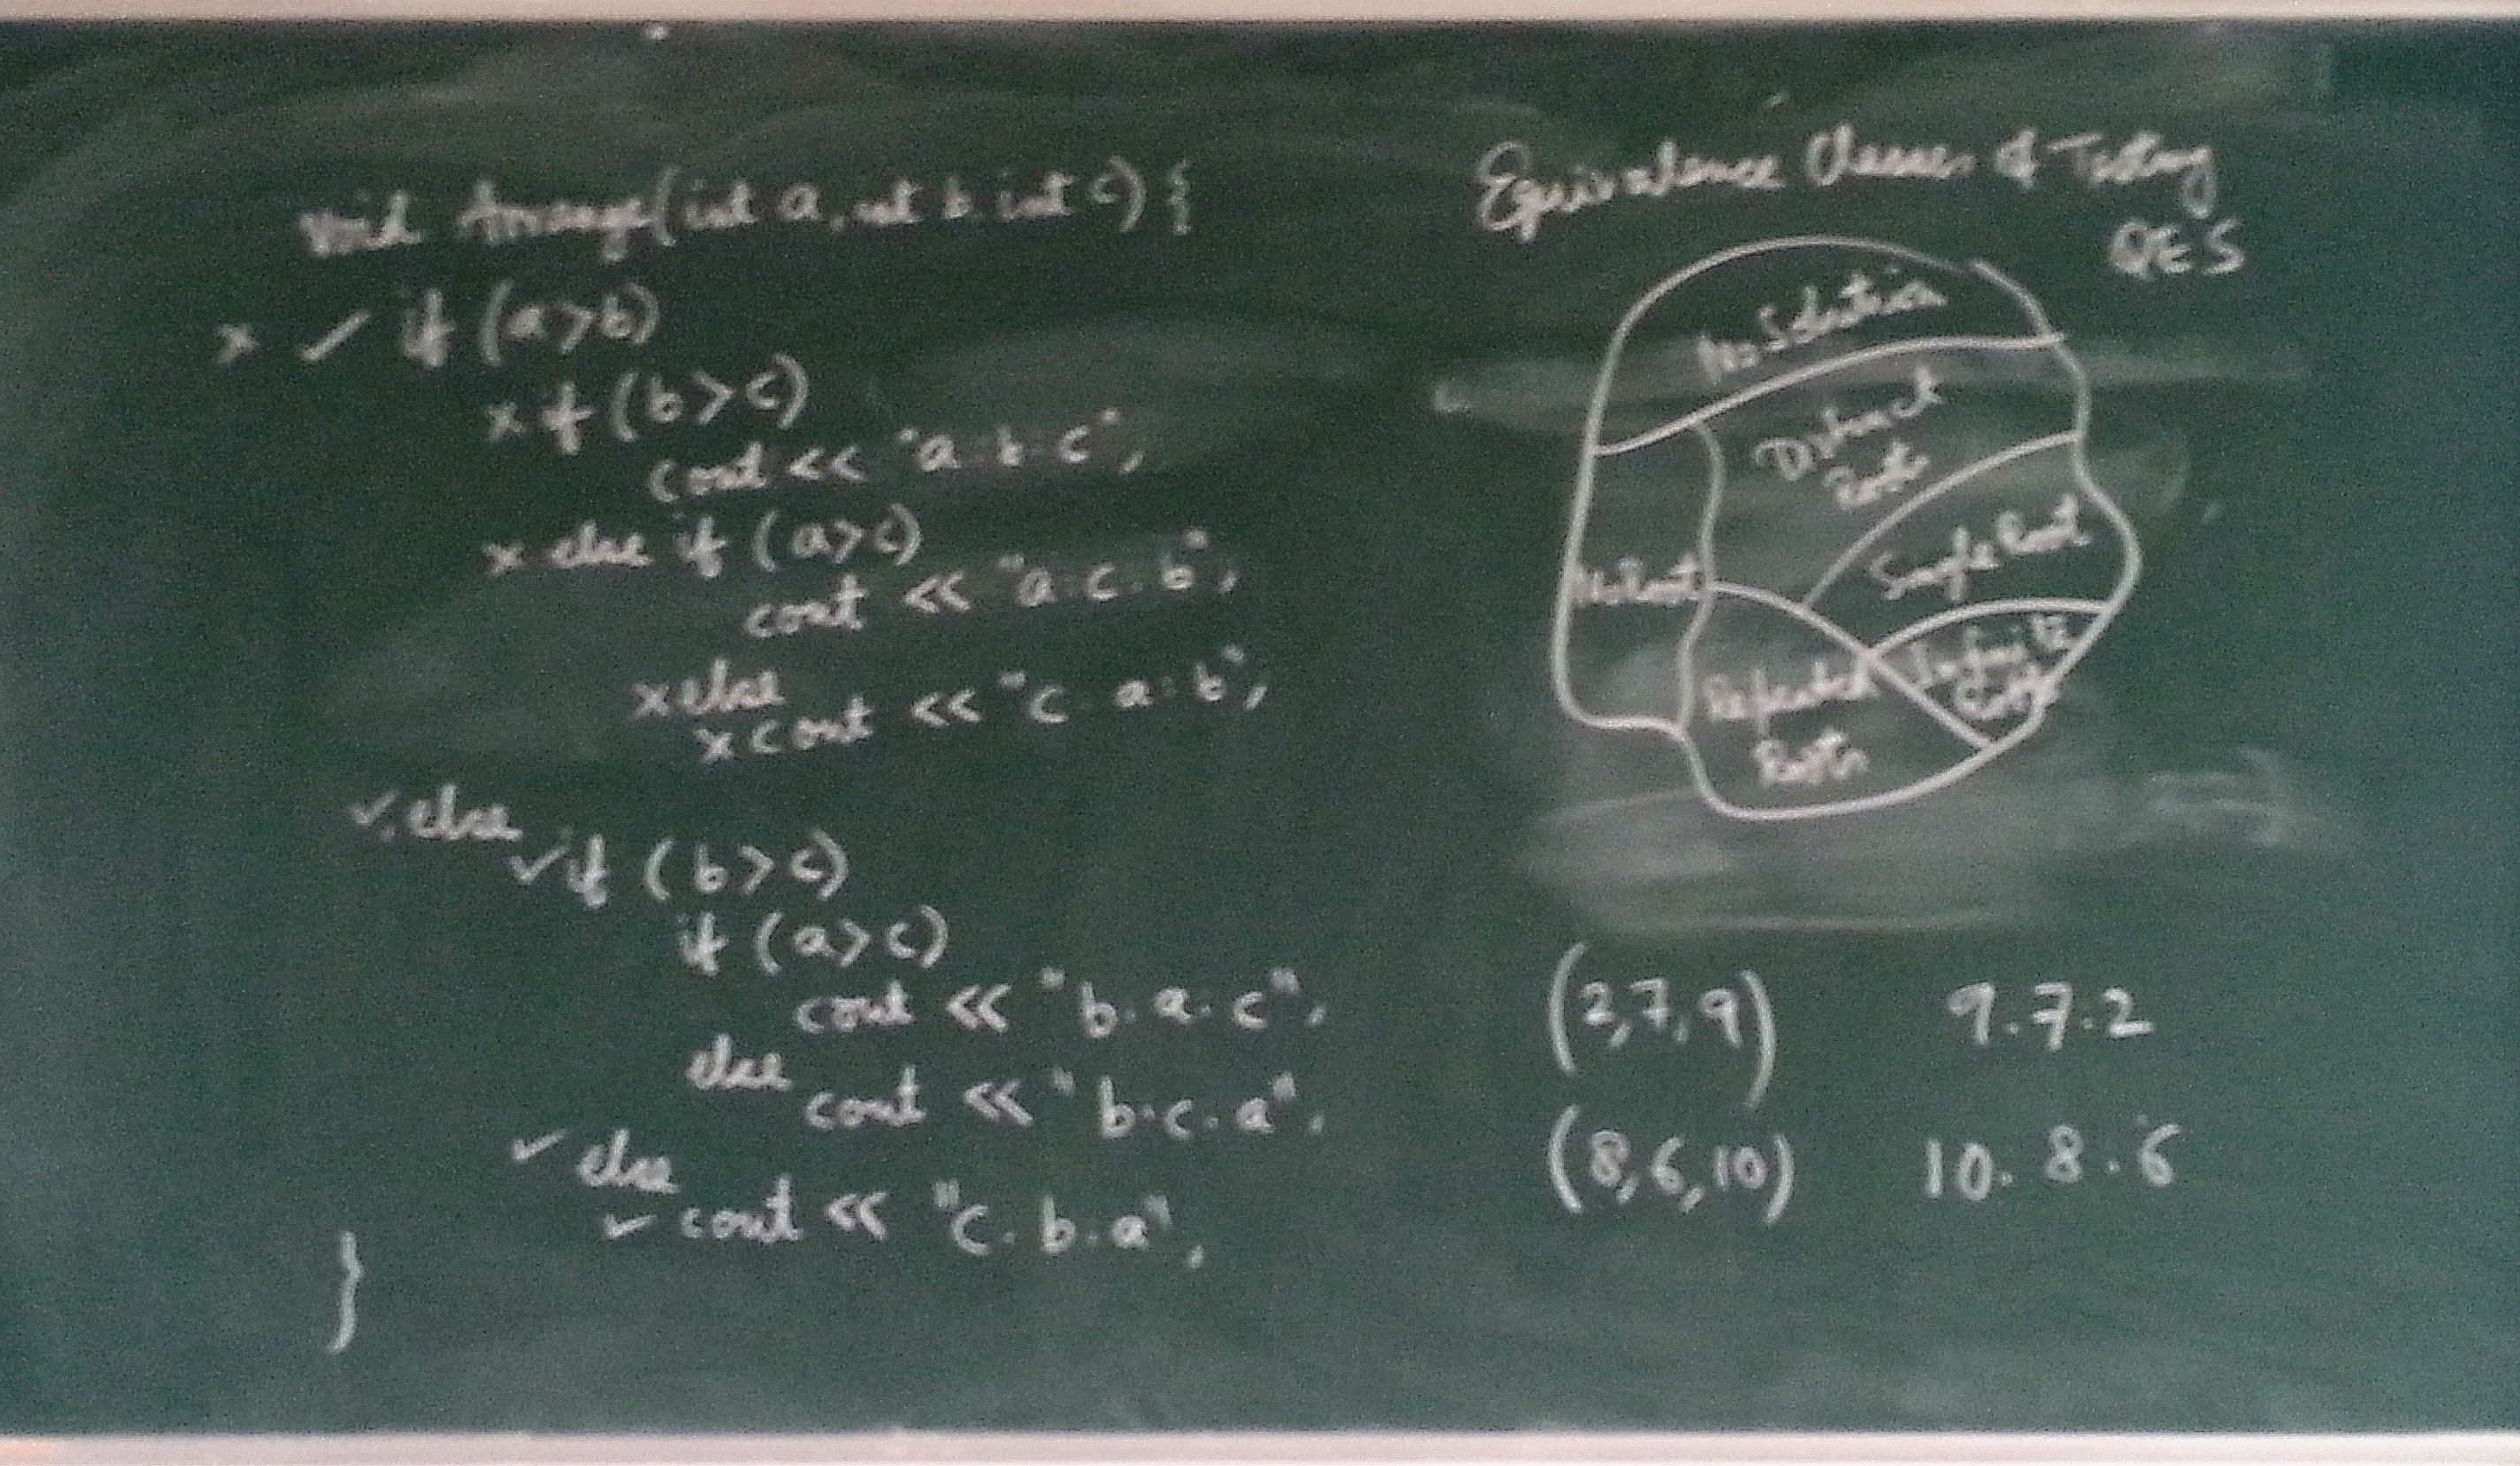 void Arrange(int a, int b, int c) {
x ✓ if (a>b)
x if (b>c)
cout << "a. b. c";
x else if (a>c)
cout << "a. c. b";
x else
x cout << "c. a. b";
✓ else
✓ if (b>c)
if (a>c)
cout << "b. a. c";
else
cout << "b. c. a";
✓ else
✓ cout << "c. b. a";
}
Equivalence Classes of Testing
QES
No Solution
Distinct
Roots
Single Root
No Root
Infinite
Repeated
Roots
(2,7,9) 9.7.2
(8,6,10) 10.8.6